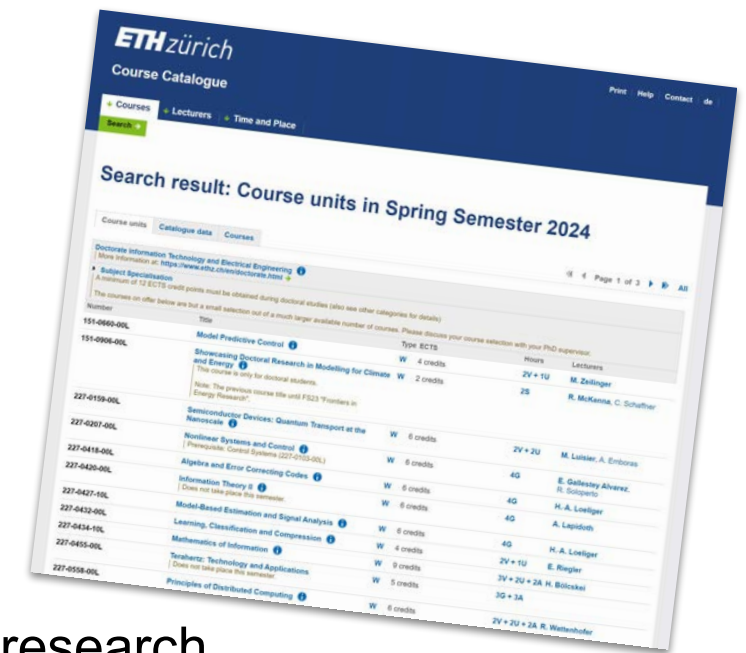 ETH zürich
Course Catalogue
Print Help Contact de
Courses Lecturers Time and Place
Search
Search result: Course units in Spring Semester 2024
Course units Catalogue data Courses
Page 1 of 3 All
Doctorate Information Technology and Electrical Engineering
More information at: https://www.ethz.ch/en/doctorate.html
Subject Specialisation
A minimum of 12 ECTS credit points must be obtained during doctoral studies (also see other categories for details)
The courses on offer below are but a small selection out of a much larger available number of courses. Please discuss your course selection with your PhD supervisor.
Number Title Type ECTS Hours Lecturers
151-0660-00L Model Predictive Control W 4 credits 2V + 1U M. Zeilinger
151-0906-00L Showcasing Doctoral Research in Modelling for Climate W 2 credits 2S R. McKenna, C. Schaffner
and Energy
This course is only for doctoral students.
Note: The previous course title until FS23 "Frontiers in
Energy Research".
227-0159-00L Semiconductor Devices: Quantum Transport at the W 6 credits 2V + 2U M. Luisier, A. Emboras
Nanoscale
227-0207-00L Nonlinear Systems and Control W 6 credits 4G E. Gallestey Alvarez,
Prerequisite: Control Systems (227-0103-00L) R. Soloperto
227-0418-00L Algebra and Error Correcting Codes W 6 credits 4G H.-A. Loeliger
227-0420-00L Information Theory II W 6 credits 4G A. Lapidoth
Does not take place this semester.
227-0427-10L Model-Based Estimation and Signal Analysis W 6 credits 4G H.-A. Loeliger
227-0432-00L Learning, Classification and Compression W 4 credits 2V + 1U E. Riegler
227-0434-10L Mathematics of Information W 9 credits 3V + 2U + 2A H. Bölcskei
227-0455-00L Terahertz: Technology and Applications W 5 credits 3G + 3A
Does not take place this semester.
227-0558-00L Principles of Distributed Computing W 6 credits 2V + 2U + 2A R. Wattenhofer
research